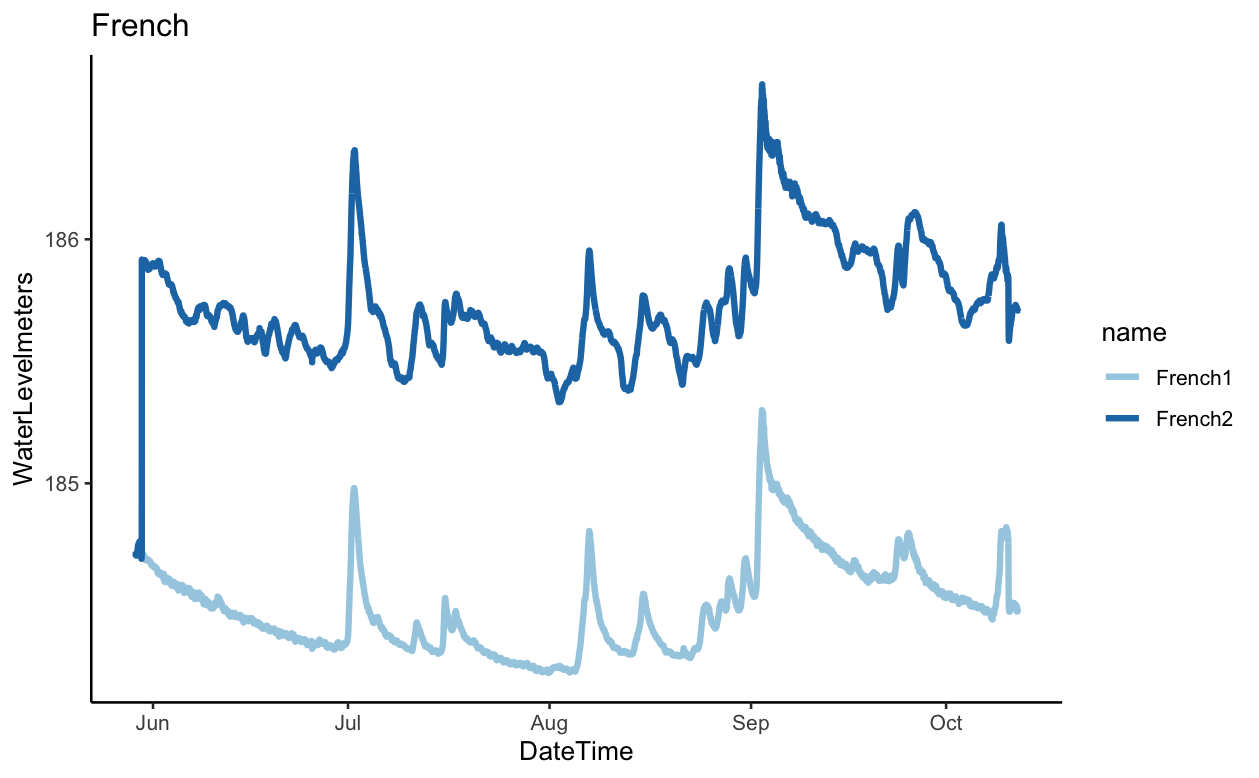 French
186
185
WaterLevelmeters
Jun
Jul
Aug
Sep
Oct
DateTime
name
French1
French2